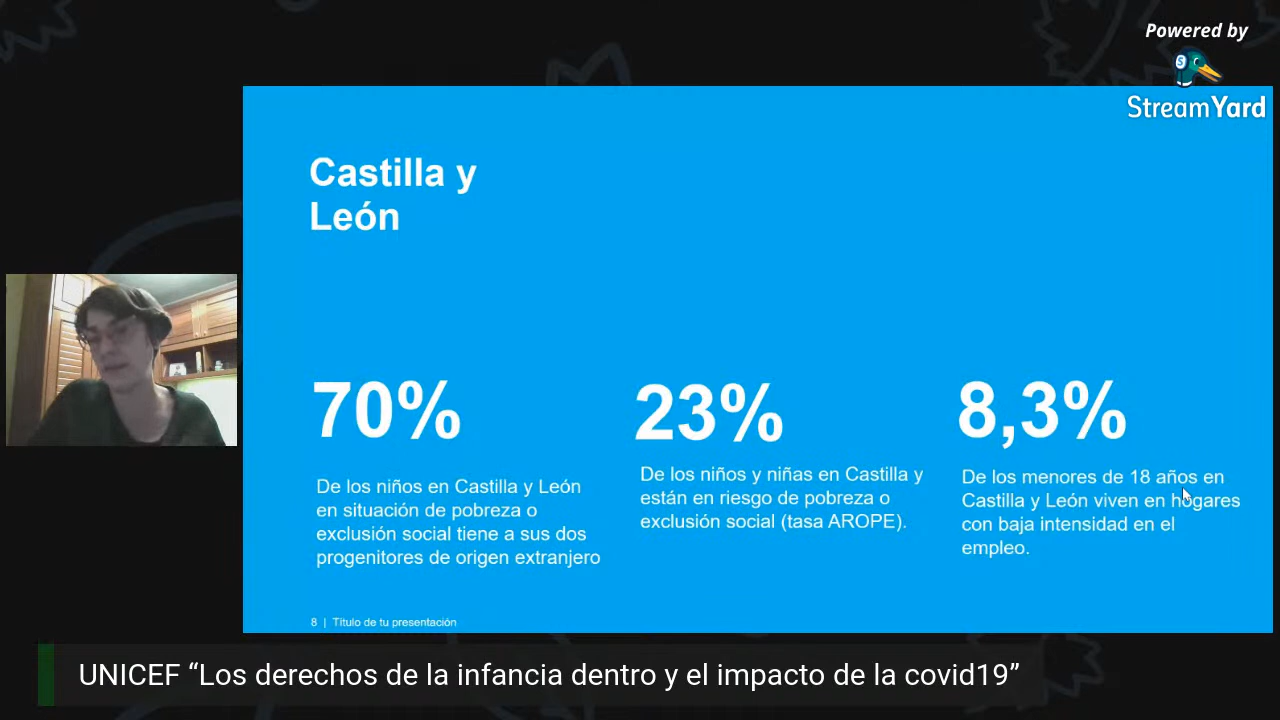 Powered by
StreamYard
Castilla y
León
70%
De los niños en Castilla y León
en situación de pobreza o
exclusión social tiene a sus dos
progenitores de origen extranjero
23%
De los niños y niñas en Castilla y
están en riesgo de pobreza o
exclusión social (tasa AROPE).
8,3%
De los menores de 18 años en
Castilla y León viven en hogares
con baja intensidad en el
empleo.
8 | Título de tu presentación
UNICEF “Los derechos de la infancia dentro y el impacto de la covid19”